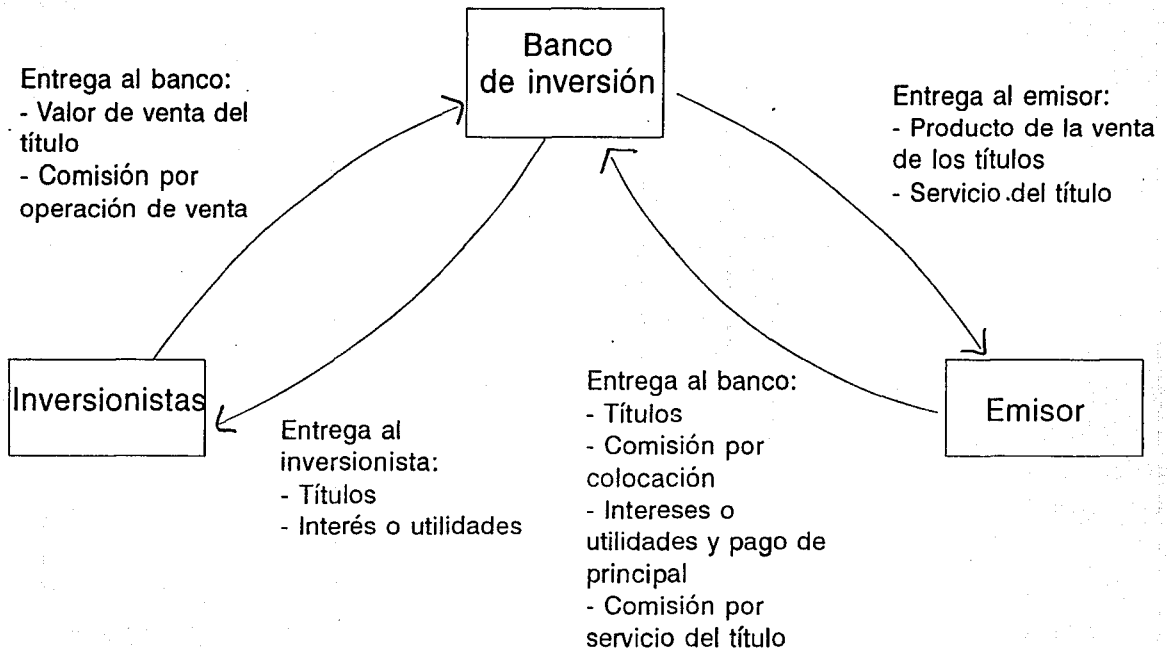 Banco
de inversión
Entrega al banco:
- Valor de venta del
título
- Comisión por
operación de venta
Entrega al emisor:
- Producto de la venta
de los títulos
- Servicio.del título
Inversionistas
Entrega al
inversionista:
- Títulos
- Interés o utilidades
Entrega al banco:
- Títulos
- Comisión por
colocación
- Intereses o
utilidades y pago de
principal
- Comisión por
servicio del título
Emisor